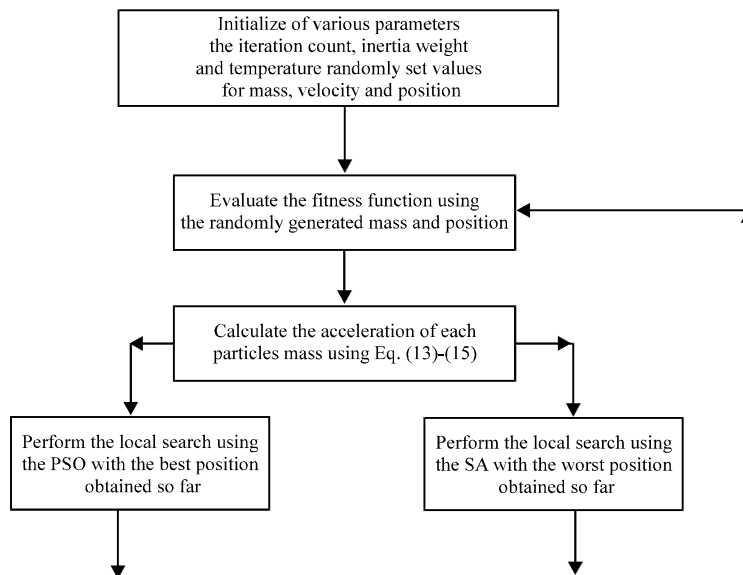 Initialize of various parameters
the iteration count, inertia weight
and temperature randomly set values
for mass, velocity and position
Evaluate the fitness function using
the randomly generated mass and position
Calculate the acceleration of each
particles mass using Eq. (13)-(15)
Perform the local search using
the PSO with the best position
obtained so far
Perform the local search using
the SA with the worst position
obtained so far